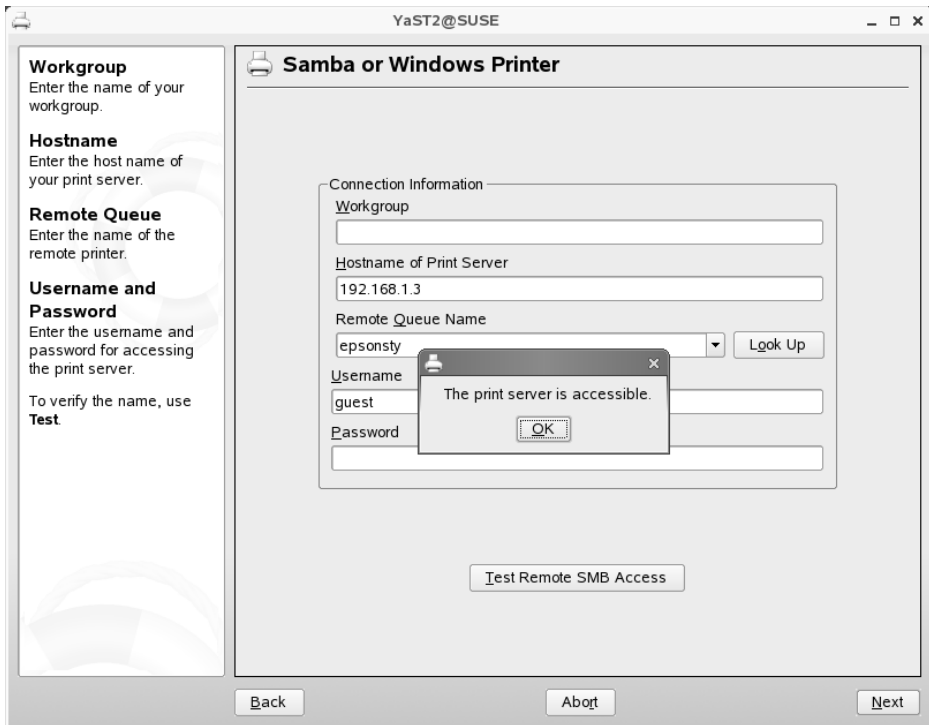 YaST2@SUSE
Workgroup
Enter the name of your
workgroup.
Hostname
Enter the host name of
your print server.
Remote Queue
Enter the name of the
remote printer.
Username and
Password
Enter the username and
password for accessing
the print server.
To verify the name, use
Test.
Samba or Windows Printer
Connection Information
Workgroup
Hostname of Print Server
192.168.1.3
Remote Queue Name
epsonsty
Look Up
Username
guest
Password
The print server is accessible.
OK
Test Remote SMB Access
Back
Abort
Next